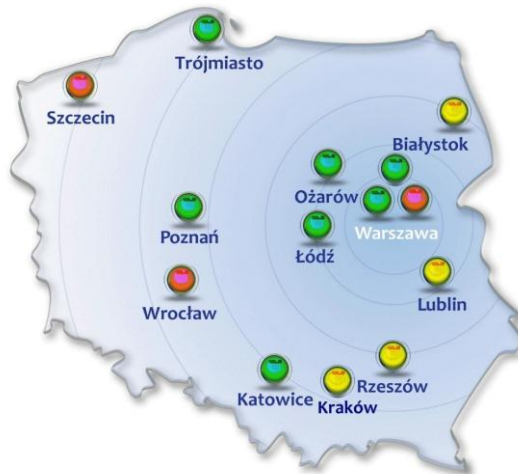 Trójmiasto
Szczecin
Białystok
Ożarów
Poznań
Warszawa
Łódź
Lublin
Wrocław
Rzeszów
Katowice
Kraków